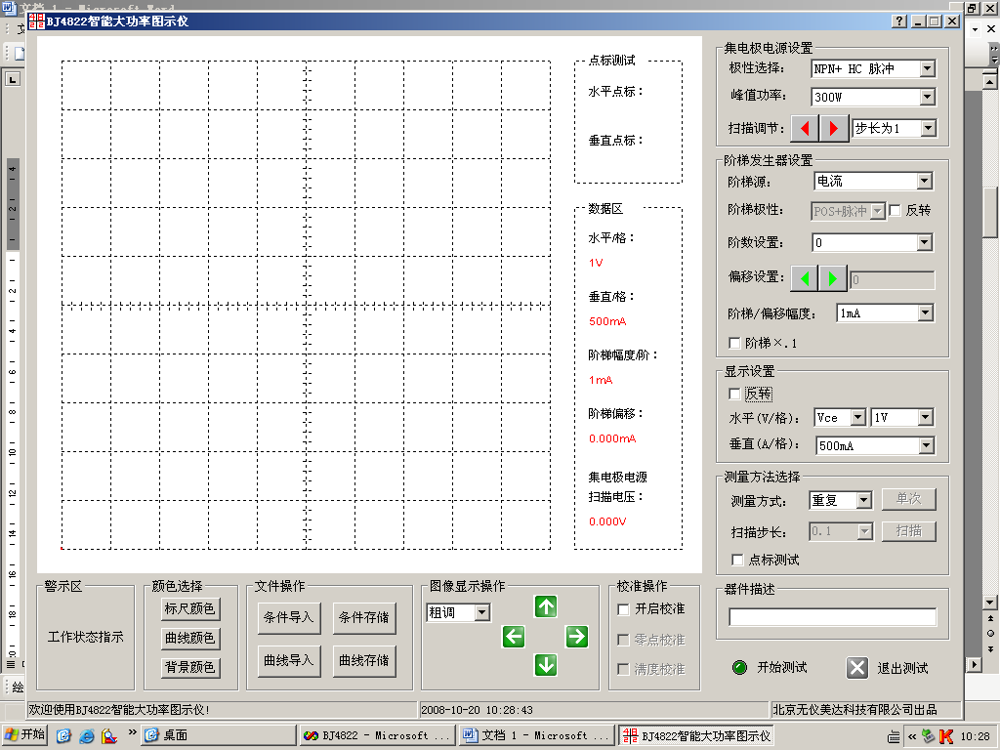 BJ4822智能大功率图示仪
点标测试
水平点标：
垂直点标：
数据区
水平/格：
1V
垂直/格：
500mA
阶梯幅度/阶：
1mA
阶梯偏移：
0.000mA
集电极电源
扫描电压：
0.000V
集电极电源设置
极性选择： NPN+ HC 脉冲
峰值功率： 300W
扫描调节： 步长为1
阶梯发生器设置
阶梯源： 电流
阶梯极性： POS+脉冲 反转
阶数设置： 0
偏移设置： 0
阶梯/偏移幅度： 1mA
阶梯×.1
显示设置
反转
水平(V/格)： Vce 1V
垂直(A/格)： 500mA
测量方法选择
测量方式： 重复 单次
扫描步长： 0.1 扫描
点标测试
器件描述
开始测试 退出测试
警示区
工作状态指示
颜色选择
标尺颜色
曲线颜色
背景颜色
文件操作
条件导入 条件存储
曲线导入 曲线存储
图像显示操作
粗调
校准操作
开启校准
零点校准
满度校准
绘
欢迎使用BJ4822智能大功率图示仪! 2008-10-20 10:28:43 北京无仪美达科技有限公司出品
开始 桌面 BJ4822 - Microsoft ... 文档 1 - Microsoft ... BJ4822智能大功率图示仪 10:28